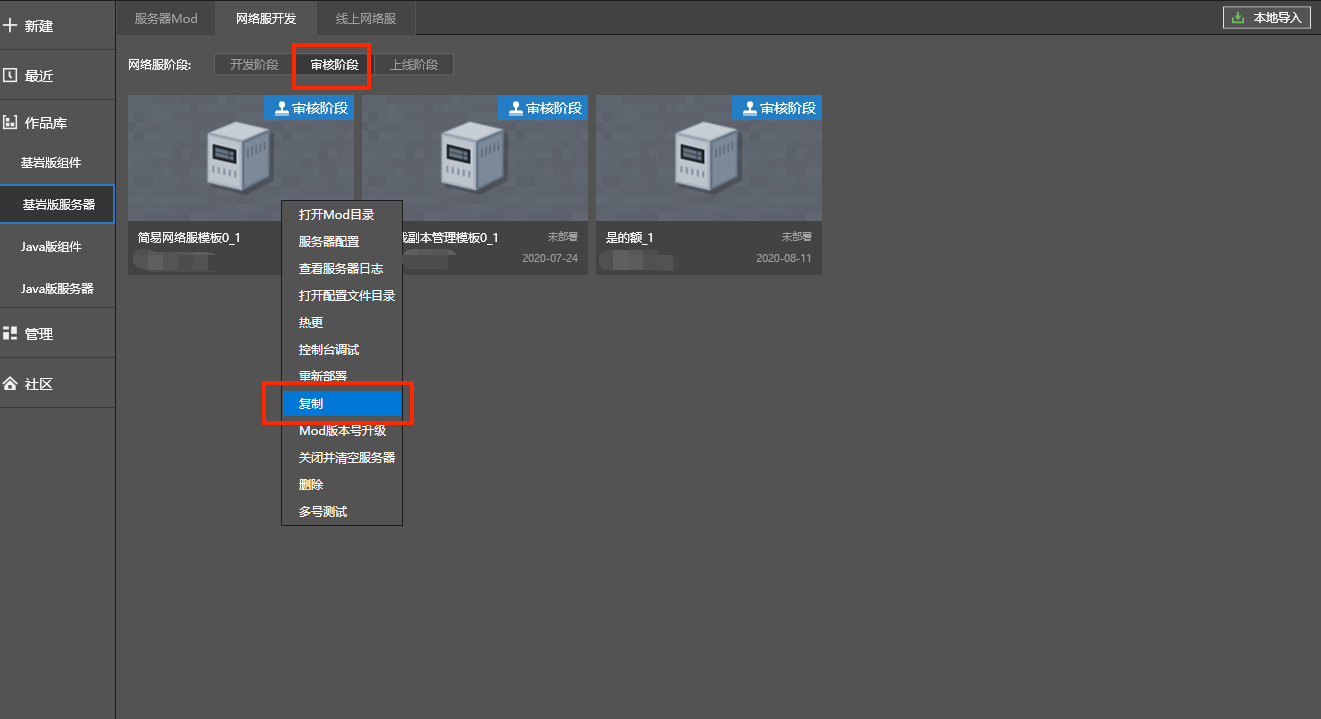 新建
最近
作品库
基岩版组件
基岩版服务器
Java版组件
Java版服务器
管理
社区
服务器Mod
网络服开发
线上网络服
本地导入
网络服阶段:
开发阶段
审核阶段
上线阶段
审核阶段
审核阶段
审核阶段
简易网络服模板0_1
副本管理模板0_1
未部署
2020-07-24
是的额_1
未部署
2020-08-11
打开Mod目录
服务器配置
查看服务器日志
打开配置文件目录
热更
控制台调试
重新部署
复制
Mod版本号升级
关闭并清空服务器
删除
多号测试